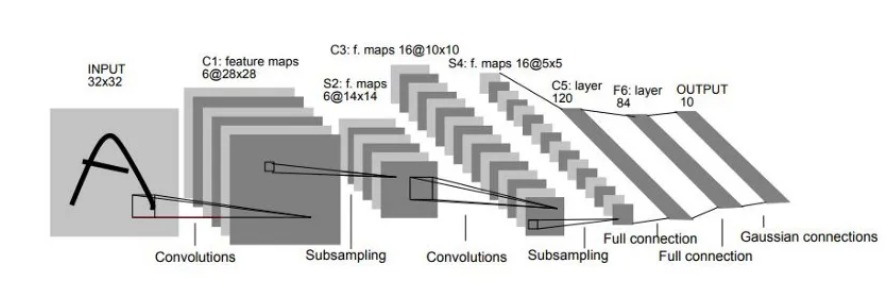 INPUT
32x32
C1: feature maps
6@28x28
S2: f. maps
6@14x14
C3: f. maps 16@10x10
S4: f. maps 16@5x5
C5: layer
120
F6: layer
84
OUTPUT
10
A
Convolutions
Subsampling
Convolutions
Subsampling
Full connection
Full connection
Gaussian connections